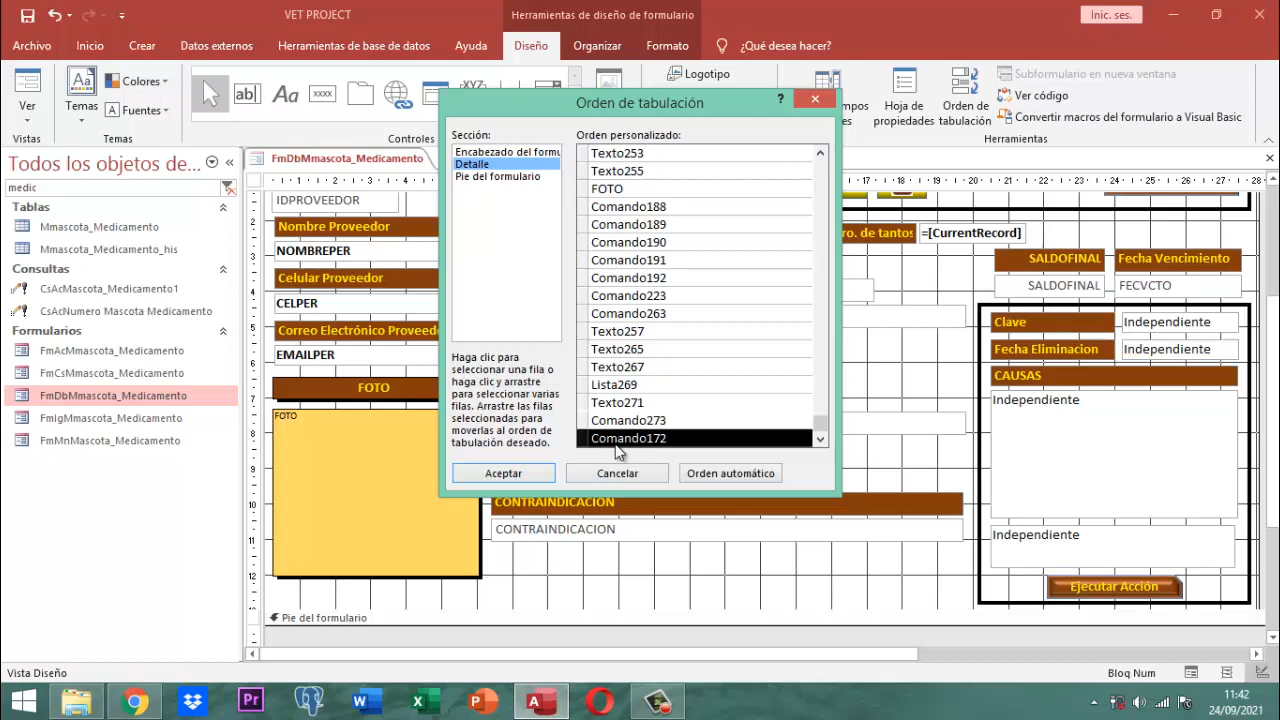 VET PROJECT
Herramientas de diseño de formulario
Inic. ses.
Archivo
Inicio
Crear
Datos externos
Herramientas de base de datos
Ayuda
Diseño
Organizar
Formato
¿Qué desea hacer?
Ver
Vistas
Temas
Colores
Fuentes
Temas
ab|
Aa
xxxx
XYZ
Controles
Logotipo
Hoja de propiedades
Orden de tabulación
Subformulario en nueva ventana
Ver código
Convertir macros del formulario a Visual Basic
Herramientas
Todos los objetos de...
medic
Tablas
Mmascota_Medicamento
Mmascota_Medicamento_his
Consultas
CsAcMascota_Medicamento1
CsAcNumero Mascota Medicamento
Formularios
FmAcMmascota_Medicamento
FmCsMmascota_Medicamento
FmDbMmascota_Medicamento
FmIgMmascota_Medicamento
FmMnMascota_Medicamento
FmDbMmascota_Medicamento
IDPROVEEDOR
Nombre Proveedor
NOMBREPER
Celular Proveedor
CELPER
Correo Electrónico Proveedo
EMAILPER
FOTO
FOTO
Orden de tabulación
?
Sección:
Encabezado del formu
Detalle
Pie del formulario
Haga clic para
seleccionar una fila o
haga clic y arrastre
para seleccionar varias
filas. Arrastre las filas
seleccionadas para
moverlas al orden de
tabulación deseado.
Orden personalizado:
Texto253
Texto255
FOTO
Comando188
Comando189
Comando190
Comando191
Comando192
Comando223
Comando263
Texto257
Texto265
Texto267
Lista269
Texto271
Comando273
Comando172
Aceptar
Cancelar
Orden automático
CONTRAINDICACION
CONTRAINDICACION
ro. de tantos
=[CurrentRecord]
SALDOFINAL
Fecha Vencimiento
SALDOFINAL
FECVCTO
Clave
Independiente
Fecha Eliminacion
Independiente
CAUSAS
Independiente
Independiente
Ejecutar Acción
Pie del formulario
Vista Diseño
Bloq Num
11:42
24/09/2021